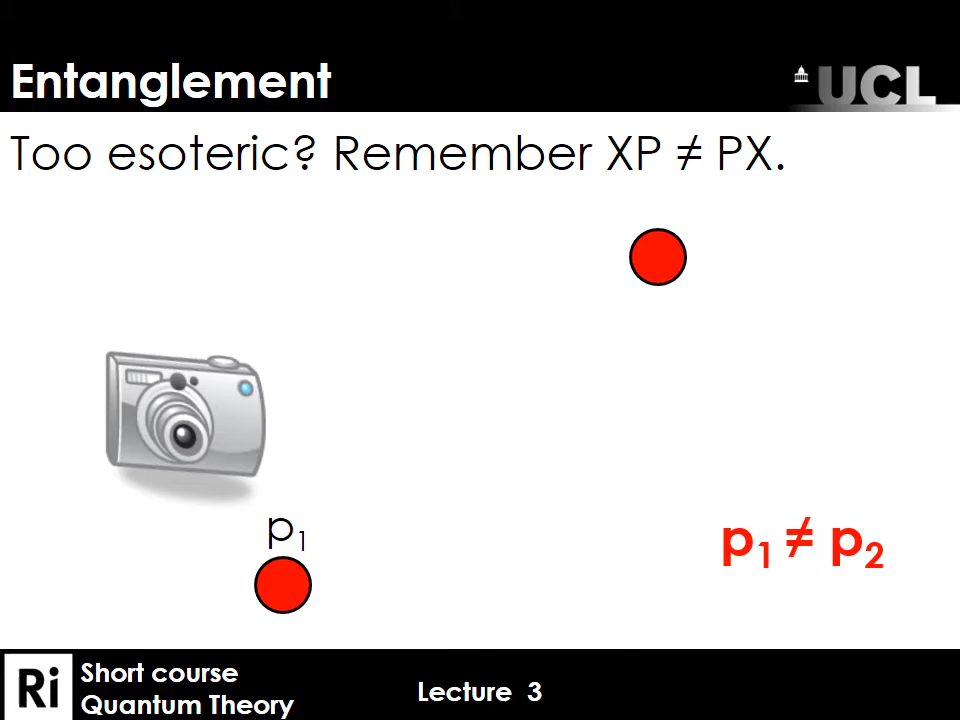 Entanglement
UCL
Too esoteric? Remember XP ≠ PX.
p₁
p₁ ≠ p₂
Ri
Short course
Quantum Theory
Lecture 3